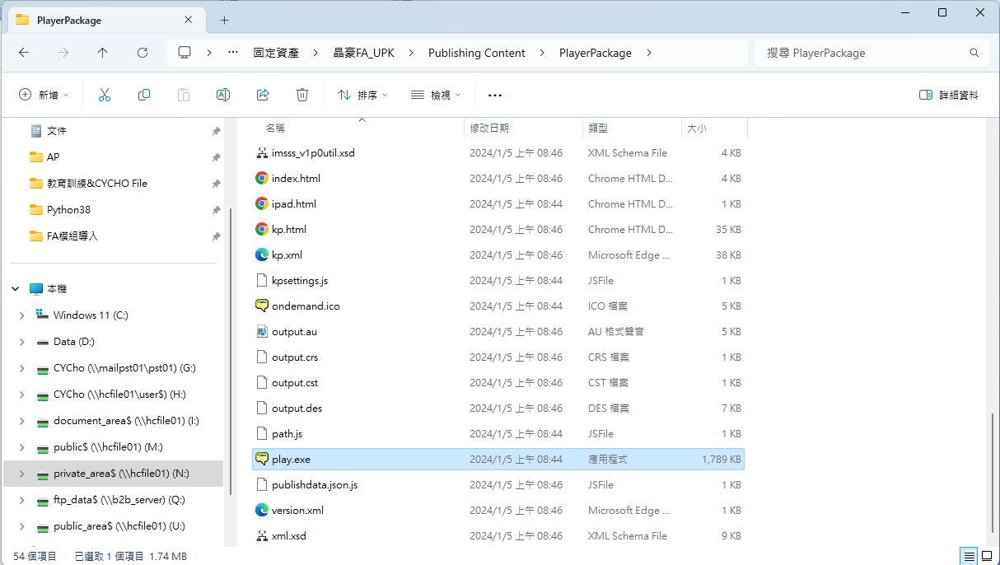 PlayerPackage
固定資產 晶豪FA_UPK Publishing Content PlayerPackage
搜尋 PlayerPackage
新增 排序 檢視 詳細資料
文件
AP
教育訓練&CYCHO File
Python38
FA模組導入
本機
Windows 11 (C:)
Data (D:)
CYCho (\\mailpst01\pst01) (G:)
CYCho (\\hcfile01\user$) (H:)
document_area$ (\\hcfile01) (I:)
public$ (\\hcfile01) (M:)
private_area$ (\\hcfile01) (N:)
ftp_data$ (\\b2b_server) (Q:)
public_area$ (\\hcfile01) (U:)
名稱 修改日期 類型 大小
imsss_v1p0util.xsd 2024/1/5 上午 08:46 XML Schema File 4 KB
index.html 2024/1/5 上午 08:46 Chrome HTML D... 4 KB
ipad.html 2024/1/5 上午 08:44 Chrome HTML D... 1 KB
kp.html 2024/1/5 上午 08:46 Chrome HTML D... 35 KB
kp.xml 2024/1/5 上午 08:46 Microsoft Edge ... 38 KB
kpsettings.js 2024/1/5 上午 08:44 JSFile 1 KB
ondemand.ico 2024/1/5 上午 08:44 ICO 檔案 5 KB
output.au 2024/1/5 上午 08:46 AU 格式聲音 5 KB
output.crs 2024/1/5 上午 08:46 CRS 檔案 1 KB
output.cst 2024/1/5 上午 08:46 CST 檔案 1 KB
output.des 2024/1/5 上午 08:46 DES 檔案 7 KB
path.js 2024/1/5 上午 08:44 JSFile 1 KB
play.exe 2024/1/5 上午 08:44 應用程式 1,789 KB
publishdata.json.js 2024/1/5 上午 08:46 JSFile 1 KB
version.xml 2024/1/5 上午 08:46 Microsoft Edge ... 1 KB
xml.xsd 2024/1/5 上午 08:46 XML Schema File 9 KB
54 個項目 已選取 1 個項目 1.74 MB